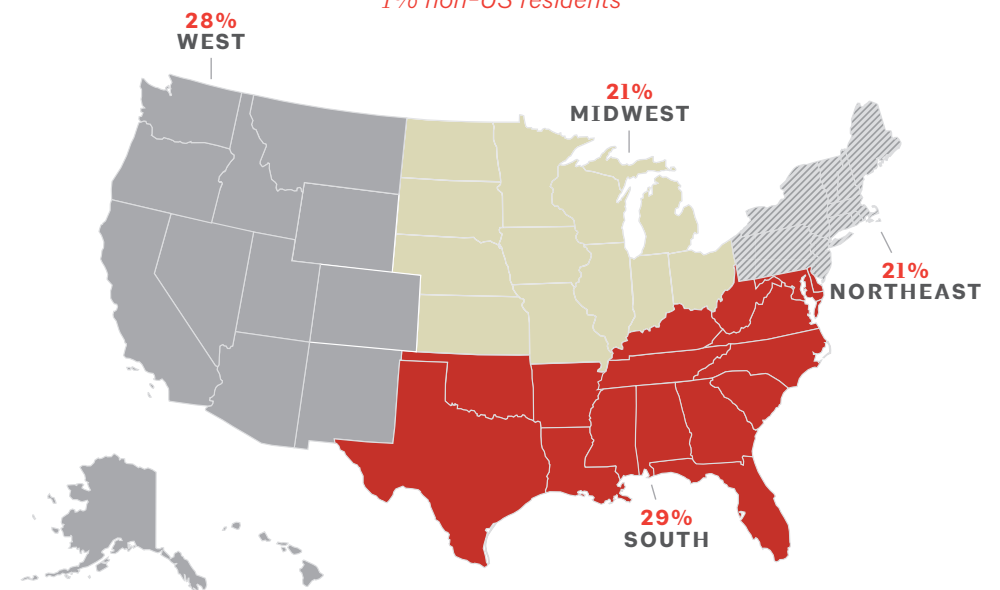 1% non-US residents
28%
WEST
21%
MIDWEST
21%
NORTHEAST
29%
SOUTH